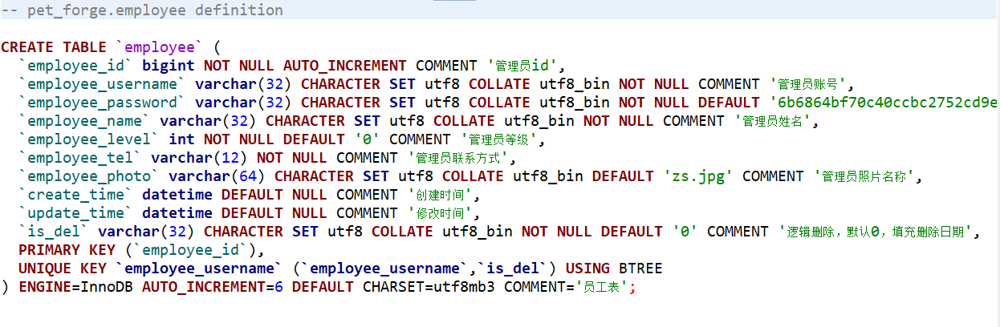 -- pet_forge.employee definition
CREATE TABLE `employee` (
`employee_id` bigint NOT NULL AUTO_INCREMENT COMMENT '管理员id',
`employee_username` varchar(32) CHARACTER SET utf8 COLLATE utf8_bin NOT NULL COMMENT '管理员账号',
`employee_password` varchar(32) CHARACTER SET utf8 COLLATE utf8_bin NOT NULL DEFAULT '6b6864bf70c40ccbc2752cd9e
`employee_name` varchar(32) CHARACTER SET utf8 COLLATE utf8_bin NOT NULL COMMENT '管理员姓名',
`employee_level` int NOT NULL DEFAULT '0' COMMENT '管理员等级',
`employee_tel` varchar(12) NOT NULL COMMENT '管理员联系方式',
`employee_photo` varchar(64) CHARACTER SET utf8 COLLATE utf8_bin DEFAULT 'zs.jpg' COMMENT '管理员照片名称',
`create_time` datetime DEFAULT NULL COMMENT '创建时间',
`update_time` datetime DEFAULT NULL COMMENT '修改时间',
`is_del` varchar(32) CHARACTER SET utf8 COLLATE utf8_bin NOT NULL DEFAULT '0' COMMENT '逻辑删除，默认0，填充删除日期',
PRIMARY KEY (`employee_id`),
UNIQUE KEY `employee_username` (`employee_username`,`is_del`) USING BTREE
) ENGINE=InnoDB AUTO_INCREMENT=6 DEFAULT CHARSET=utf8mb3 COMMENT='员工表';